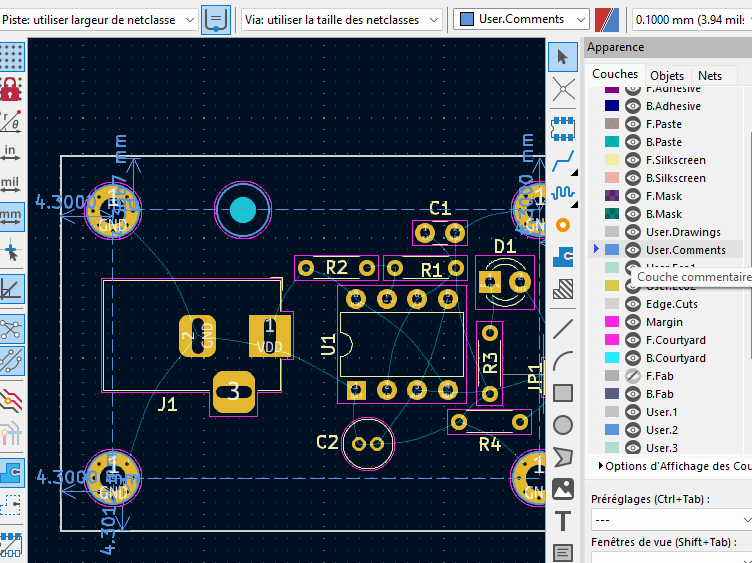 Piste: utiliser largeur de netclasse
Via: utiliser la taille des netclasses
User.Comments
0.1000 mm (3.94 mil
Apparence
Couches
Objets
Nets
F.Adhesive
B.Adhesive
F.Paste
B.Paste
F.Silkscreen
B.Silkscreen
F.Mask
B.Mask
User.Drawings
User.Comments
Couche commentaire
Edge.Cuts
Margin
F.Courtyard
B.Courtyard
F.Fab
B.Fab
User.1
User.2
User.3
Options d'Affichage des Cou
Préréglages (Ctrl+Tab) :
---
Fenêtres de vue (Shift+Tab) :
r/θ
in
mil
mm
4.3000
mm
1
GND
1
GND
C1
D1
R2
R1
2
GND
1
VDD
U1
R3
JP1
3
J1
C2
R4
4.3000 mm
1
GND
1
GND
4.301